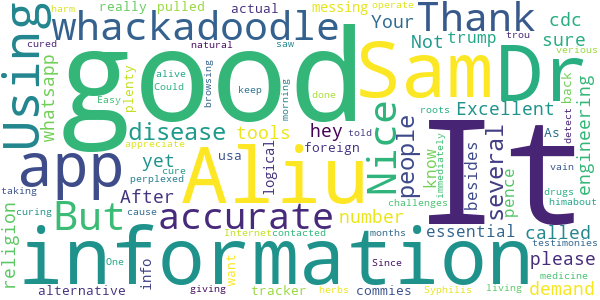 really pulled
harm
actual
messing
Your
operate
cured
natural
saw
whackadoodle
Thank
cdc
Not
trump
trou
sure
Using
whatsapp
good
Sam
Dr
plenty
alive
Could
browsing
keep
morning
done
Excellent
back
verious
Easy
disease
tools
hey
told
As
engineering
roots
appreciate
yet
cure
logical
foreign
people
know
immediately
besides
several
detect
vain
app
Aliu
Nice
It
usa
perplexed
After
accurate
number
challenges
pence
drugs
himabout
taking
religion
But
curing
cause
Internet
contacted
essential
called
months
Since
testimonies
One
want
please
information
info
giving
tracker
herbs
commies
Syphilis
living
medicine
alternative
demand